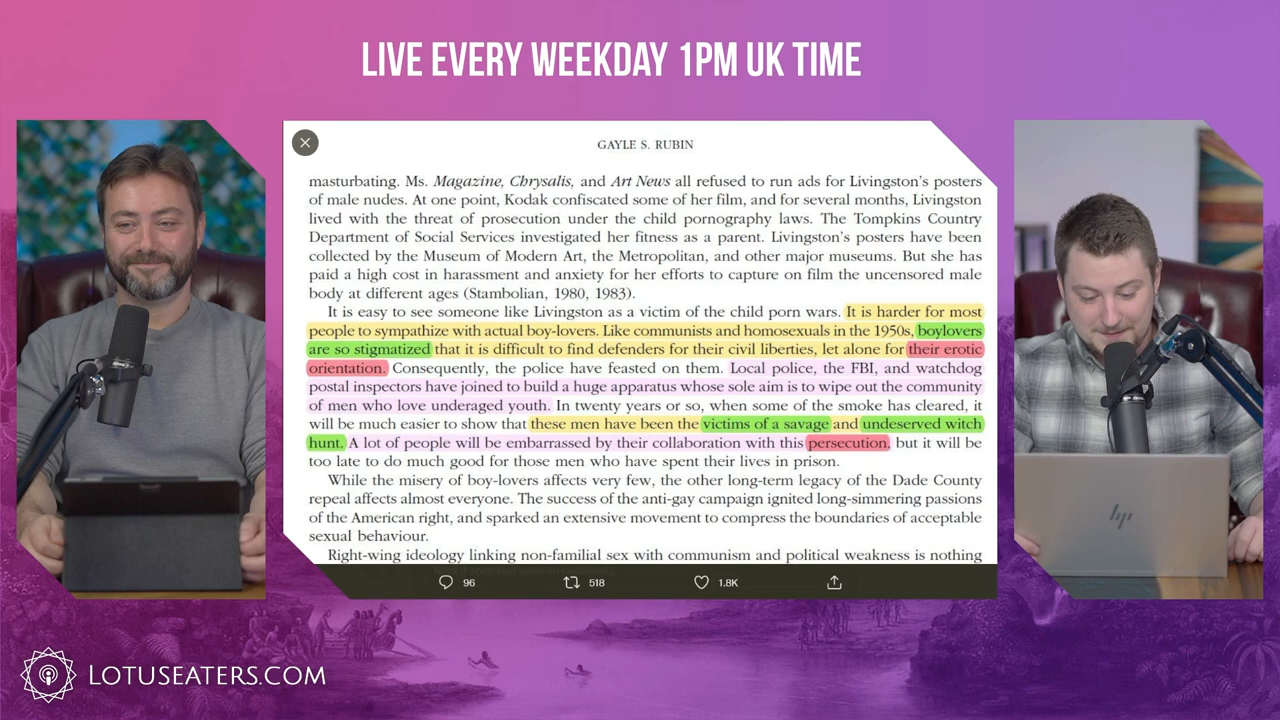 LIVE EVERY WEEKDAY 1PM UK TIME
GAYLE S. RUBIN
masturbating. Ms. Magazine, Chrysalis, and Art News all refused to run ads for Livingston's posters
of male nudes. At one point, Kodak confiscated some of her film, and for several months, Livingston
lived with the threat of prosecution under the child pornography laws. The Tompkins Country
Department of Social Services investigated her fitness as a parent. Livingston's posters have been
collected by the Museum of Modern Art, the Metropolitan, and other major museums. But she has
paid a high cost in harassment and anxiety for her efforts to capture on film the uncensored male
body at different ages (Stambolian, 1980, 1983).
It is easy to see someone like Livingston as a victim of the child porn wars. It is harder for most
people to sympathize with actual boy-lovers. Like communists and homosexuals in the 1950s, boylovers
are so stigmatized that it is difficult to find defenders for their civil liberties, let alone for their erotic
orientation. Consequently, the police have feasted on them. Local police, the FBI, and watchdog
postal inspectors have joined to build a huge apparatus whose sole aim is to wipe out the community
of men who love underaged youth. In twenty years or so, when some of the smoke has cleared, it
will be much easier to show that these men have been the victims of a savage and undeserved witch
hunt. A lot of people will be embarrassed by their collaboration with this persecution, but it will be
too late to do much good for those men who have spent their lives in prison.
While the misery of boy-lovers affects very few, the other long-term legacy of the Dade County
repeal affects almost everyone. The success of the anti-gay campaign ignited long-simmering passions
of the American right, and sparked an extensive movement to compress the boundaries of acceptable
sexual behaviour.
Right-wing ideology linking non-familial sex with communism and political weakness is nothing
96 518 1.8K
hp
LOTUSEATERS.COM